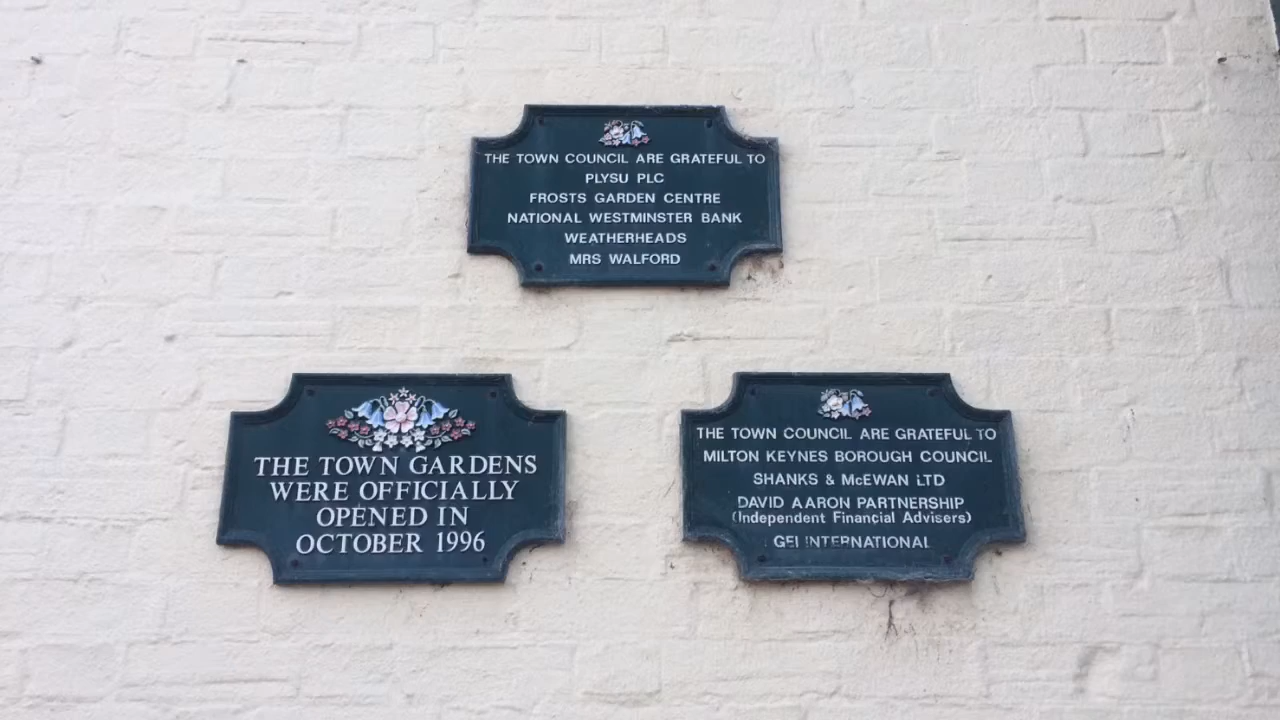 THE TOWN COUNCIL ARE GRATEFUL TO
PLYSU PLC
FROSTS GARDEN CENTRE
NATIONAL WESTMINSTER BANK
WEATHERHEADS
MRS WALFORD
THE TOWN GARDENS
WERE OFFICIALLY
OPENED IN
OCTOBER 1996
THE TOWN COUNCIL ARE GRATEFUL TO
MILTON KEYNES BOROUGH COUNCIL
SHANKS & McEWAN LTD
DAVID AARON PARTNERSHIP
(Independent Financial Advisers)
GEI INTERNATIONAL